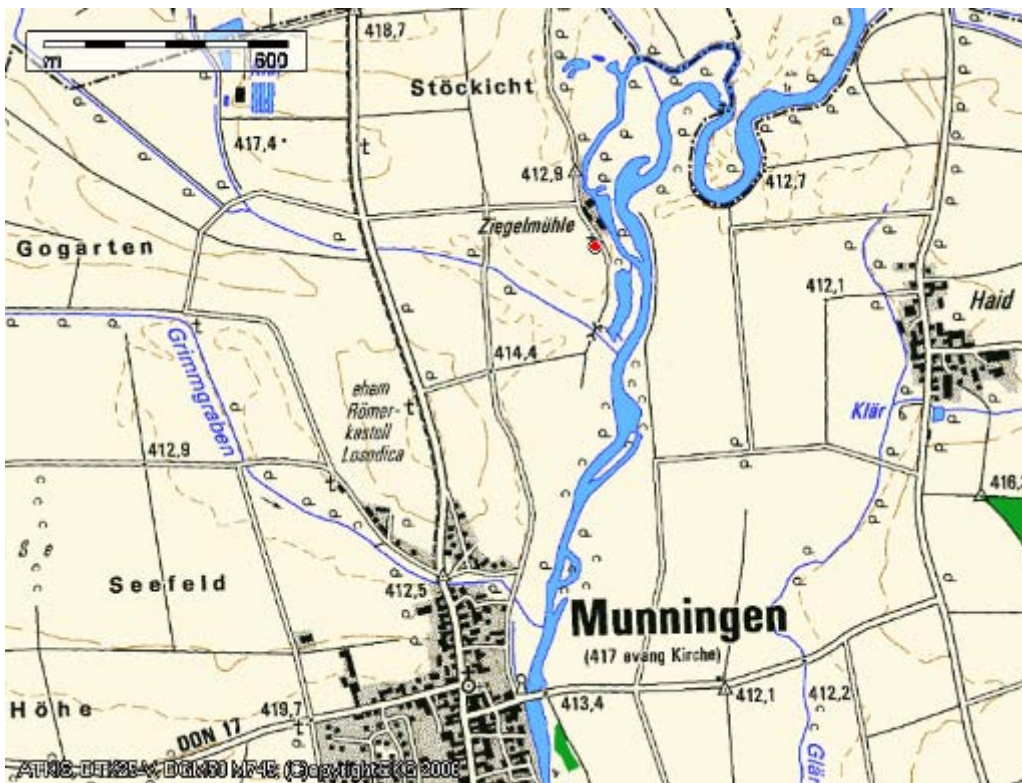 m 600
418,7
Stöckicht
417,4
412,9
412,7
Ziegelmühle
Gogarten
412,1
Haid
Grimmgraben
414,4
eham
Römer-
kastell
Losodica
Klär
412,9
416,
S e
Seefeld
412,5
Munningen
(417 evang Kirche)
Höhe
419,7
DON 17
413,4
412,1
412,2
Glär